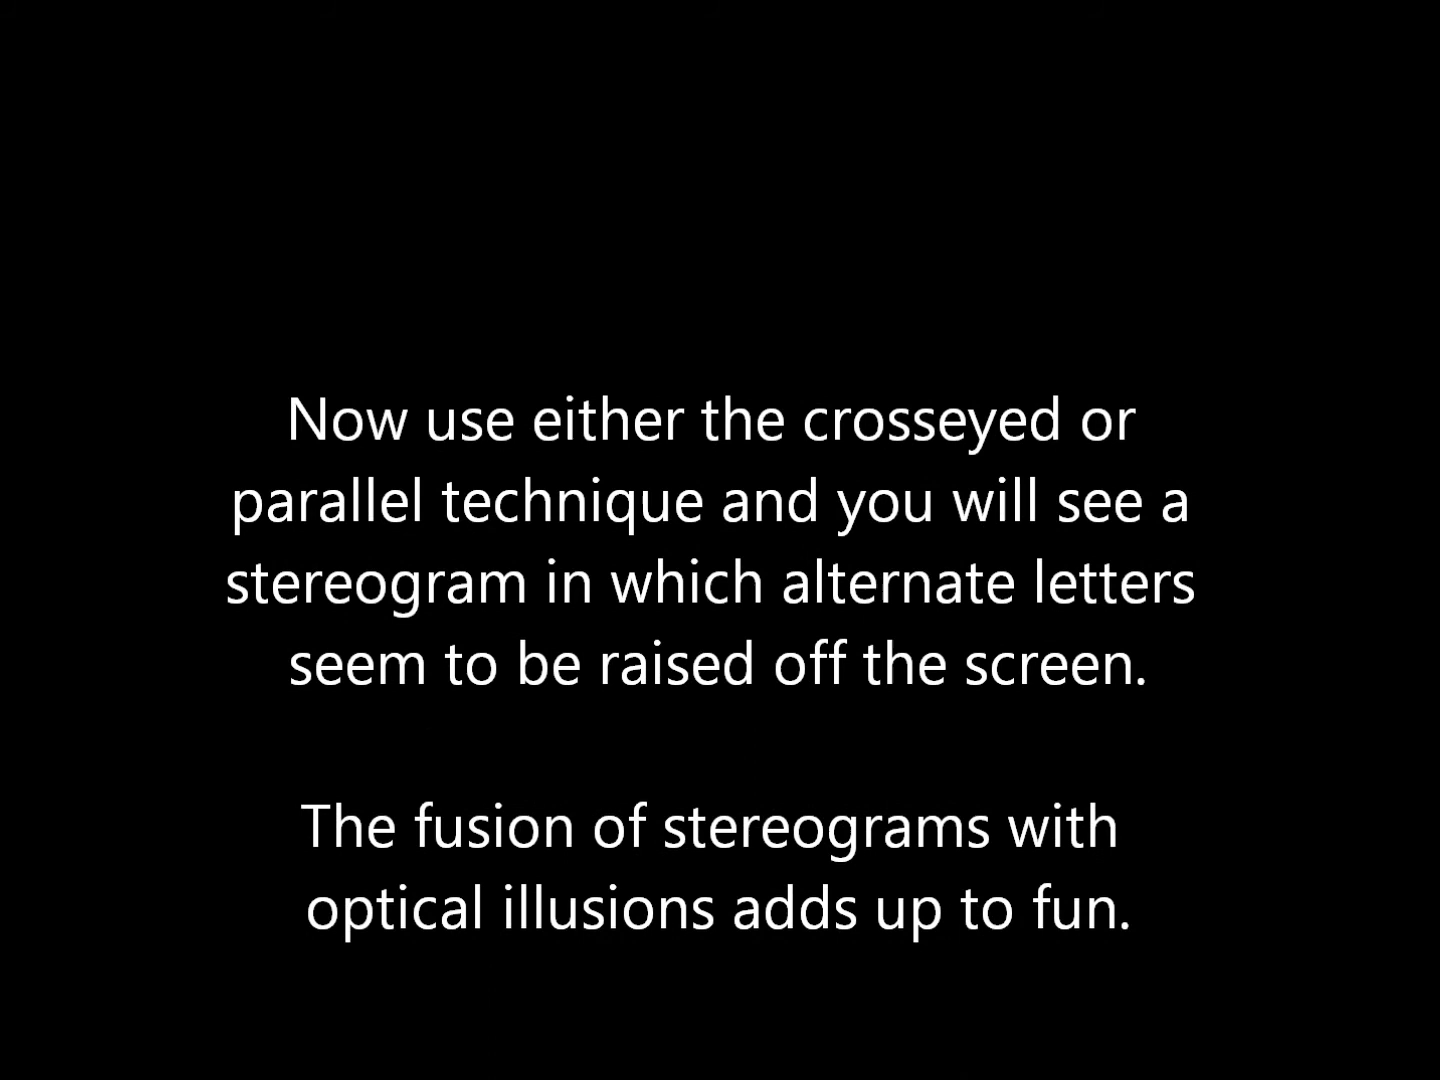 Now use either the crosseyed or
parallel technique and you will see a
stereogram in which alternate letters
seem to be raised off the screen.
The fusion of stereograms with
optical illusions adds up to fun.